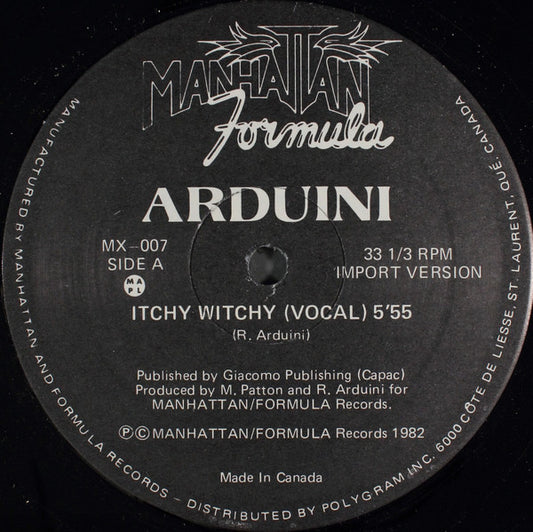 MANHATTAN
Formula
ARDUINI
MX-007
SIDE A
MAPL
33 1/3 RPM
IMPORT VERSION
ITCHY WITCHY (VOCAL) 5'55
(R. Arduini)
Published by Giacomo Publishing (Capac)
Produced by M. Patton and R. Arduini for
MANHATTAN/FORMULA Records.
℗© MANHATTAN/FORMULA Records 1982
Made In Canada
MANUFACTURED BY MANHATTAN AND FORMULA RECORDS - DISTRIBUTED BY POLYGRAM INC. 6000 CÔTE DE LIESSE, ST. LAURENT, QUÉ. CANADA